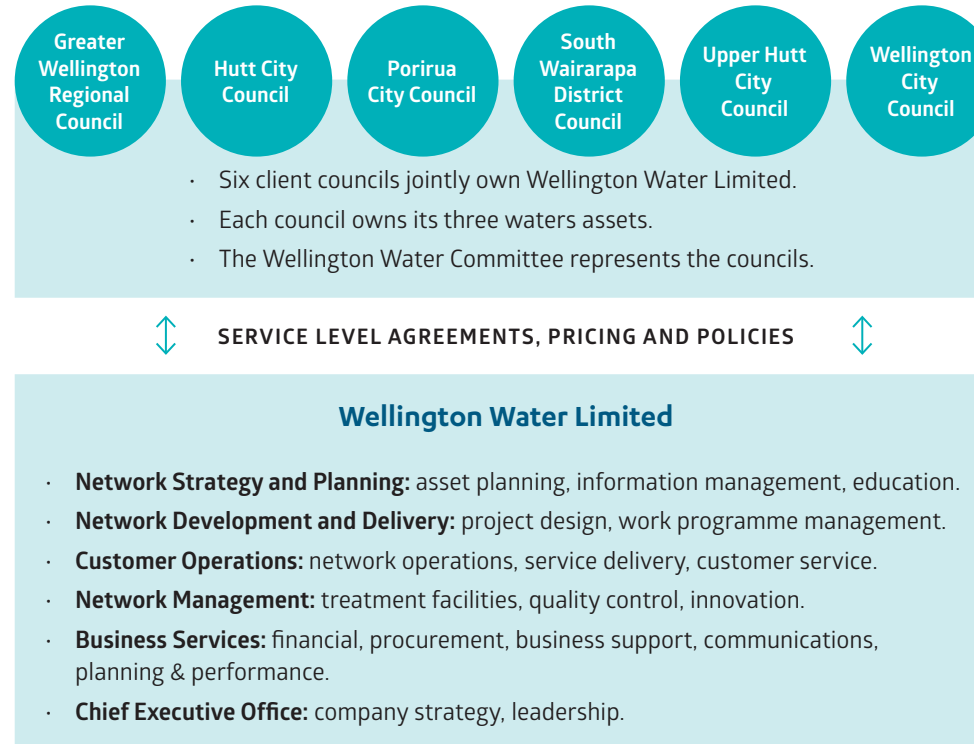 Greater
Wellington
Regional
Council
Hutt City
Council
Porirua
City Council
South
Wairarapa
District
Council
Upper Hutt
City
Council
Wellington
City
Council
· Six client councils jointly own Wellington Water Limited.
· Each council owns its three waters assets.
· The Wellington Water Committee represents the councils.
SERVICE LEVEL AGREEMENTS, PRICING AND POLICIES
Wellington Water Limited
· Network Strategy and Planning: asset planning, information management, education.
· Network Development and Delivery: project design, work programme management.
· Customer Operations: network operations, service delivery, customer service.
· Network Management: treatment facilities, quality control, innovation.
· Business Services: financial, procurement, business support, communications,
planning & performance.
· Chief Executive Office: company strategy, leadership.